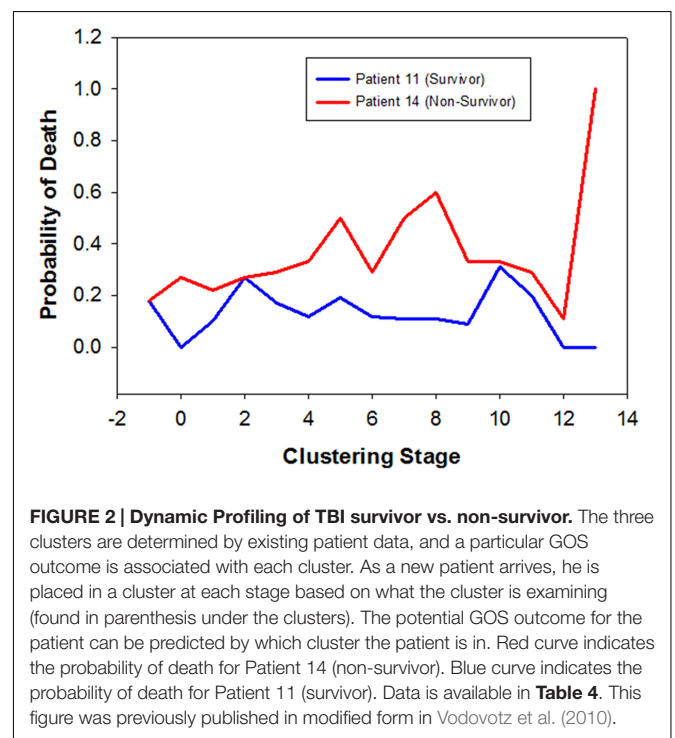 1.2
1.0
0.8
0.6
0.4
0.2
0.0
Probability of Death
Patient 11 (Survivor)
Patient 14 (Non-Survivor)
-2 0 2 4 6 8 10 12 14
Clustering Stage
FIGURE 2 | Dynamic Profiling of TBI survivor vs. non-survivor. The three
clusters are determined by existing patient data, and a particular GOS
outcome is associated with each cluster. As a new patient arrives, he is
placed in a cluster at each stage based on what the cluster is examining
(found in parenthesis under the clusters). The potential GOS outcome for the
patient can be predicted by which cluster the patient is in. Red curve indicates
the probability of death for Patient 14 (non-survivor). Blue curve indicates the
probability of death for Patient 11 (survivor). Data is available in Table 4. This
figure was previously published in modified form in Vodovotz et al. (2010).